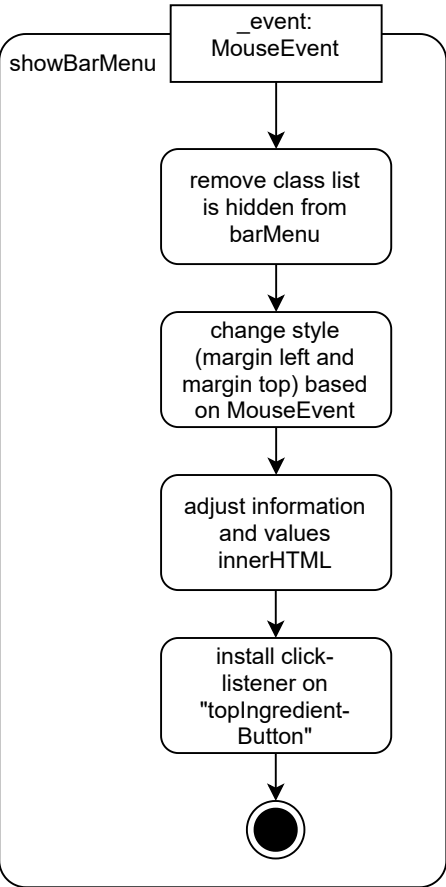 _event:
MouseEvent
showBarMenu
remove class list
is hidden from
barMenu
change style
(margin left and
margin top) based
on MouseEvent
adjust information
and values
innerHTML
install click-
listener on
"topIngredient-
Button"